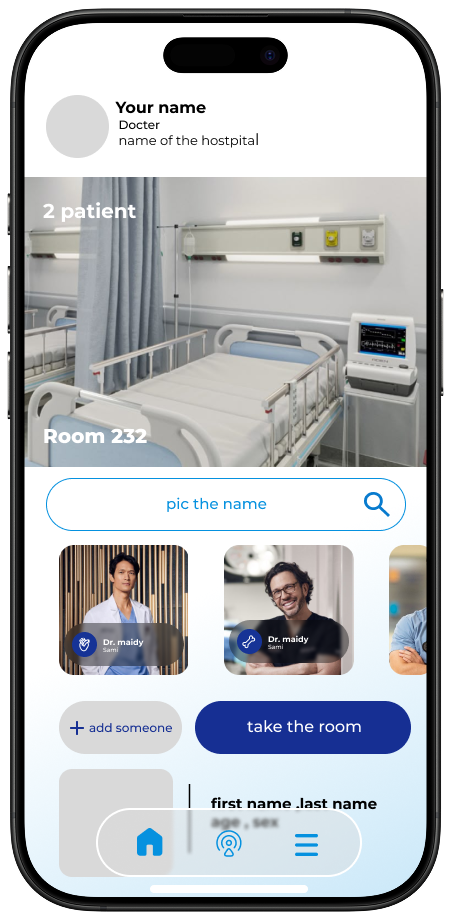 Your name
Docter
name of the hostpital
2 patient
Room 232
pic the name
Dr. maidy
Sami
Dr. maidy
Sami
+ add someone
take the room
first name ,last name
age , sex